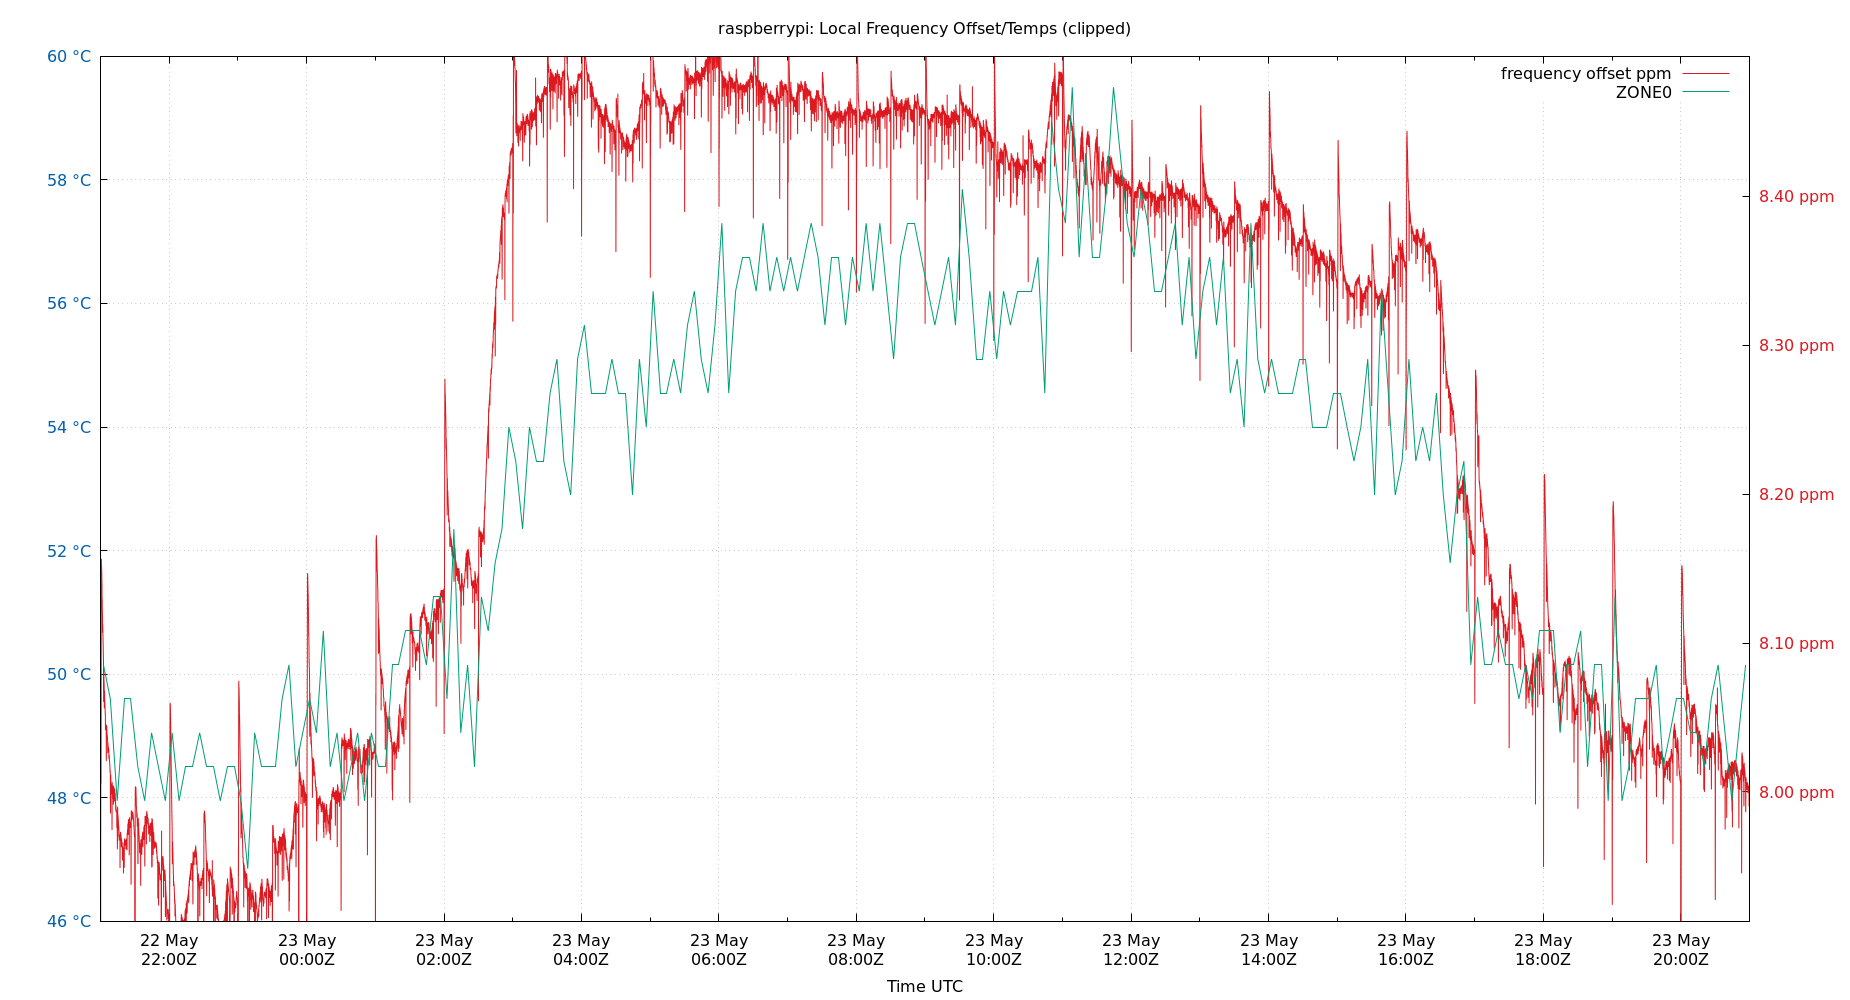 raspberrypi: Local Frequency Offset/Temps (clipped)
60 °C
58 °C
56 °C
54 °C
52 °C
50 °C
48 °C
46 °C
frequency offset ppm
ZONE0
8.40 ppm
8.30 ppm
8.20 ppm
8.10 ppm
8.00 ppm
22 May
22:00Z
23 May
00:00Z
23 May
02:00Z
23 May
04:00Z
23 May
06:00Z
23 May
08:00Z
23 May
10:00Z
23 May
12:00Z
23 May
14:00Z
23 May
16:00Z
23 May
18:00Z
23 May
20:00Z
Time UTC